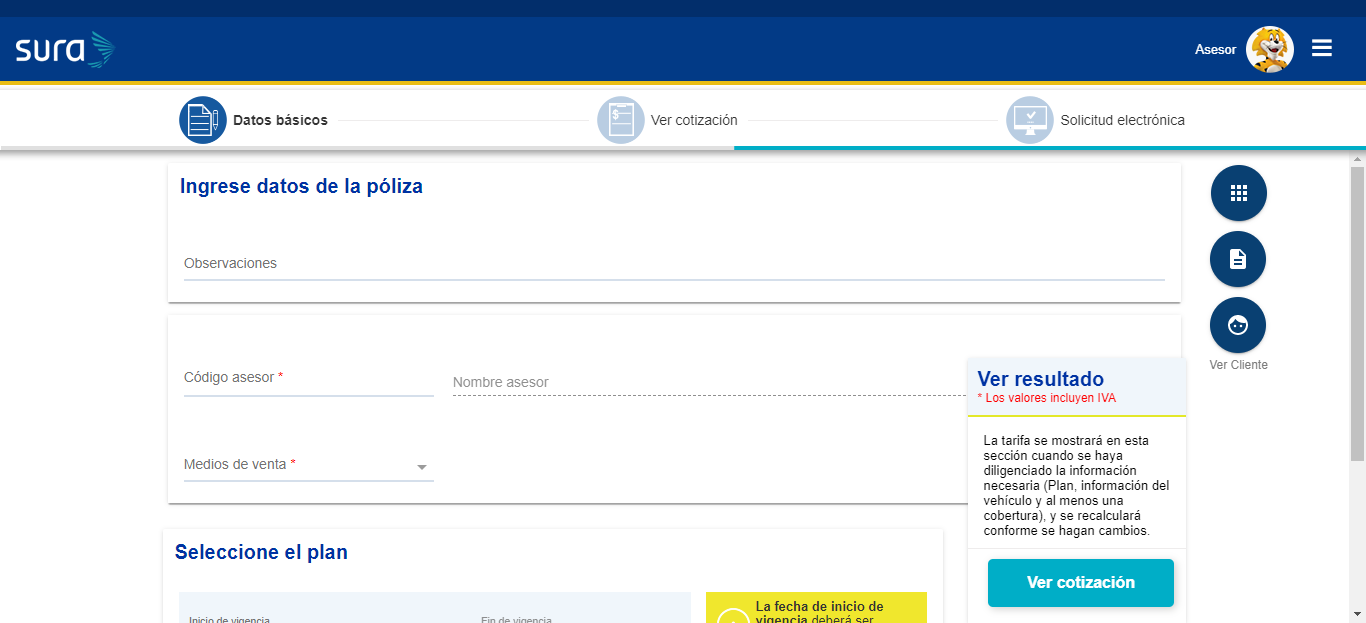 sura
Asesor
Datos básicos
Ver cotización
Solicitud electrónica
Ingrese datos de la póliza
Observaciones
Ver Cliente
Código asesor *
Nombre asesor
Medios de venta *
Ver resultado
* Los valores incluyen IVA
La tarifa se mostrará en esta
sección cuando se haya
diligenciado la información
necesaria (Plan, información del
vehículo y al menos una
cobertura), y se recalculará
conforme se hagan cambios.
Ver cotización
Seleccione el plan
Inicio de vigencia
Fin de vigencia
La fecha de inicio de
vigencia deberá ser